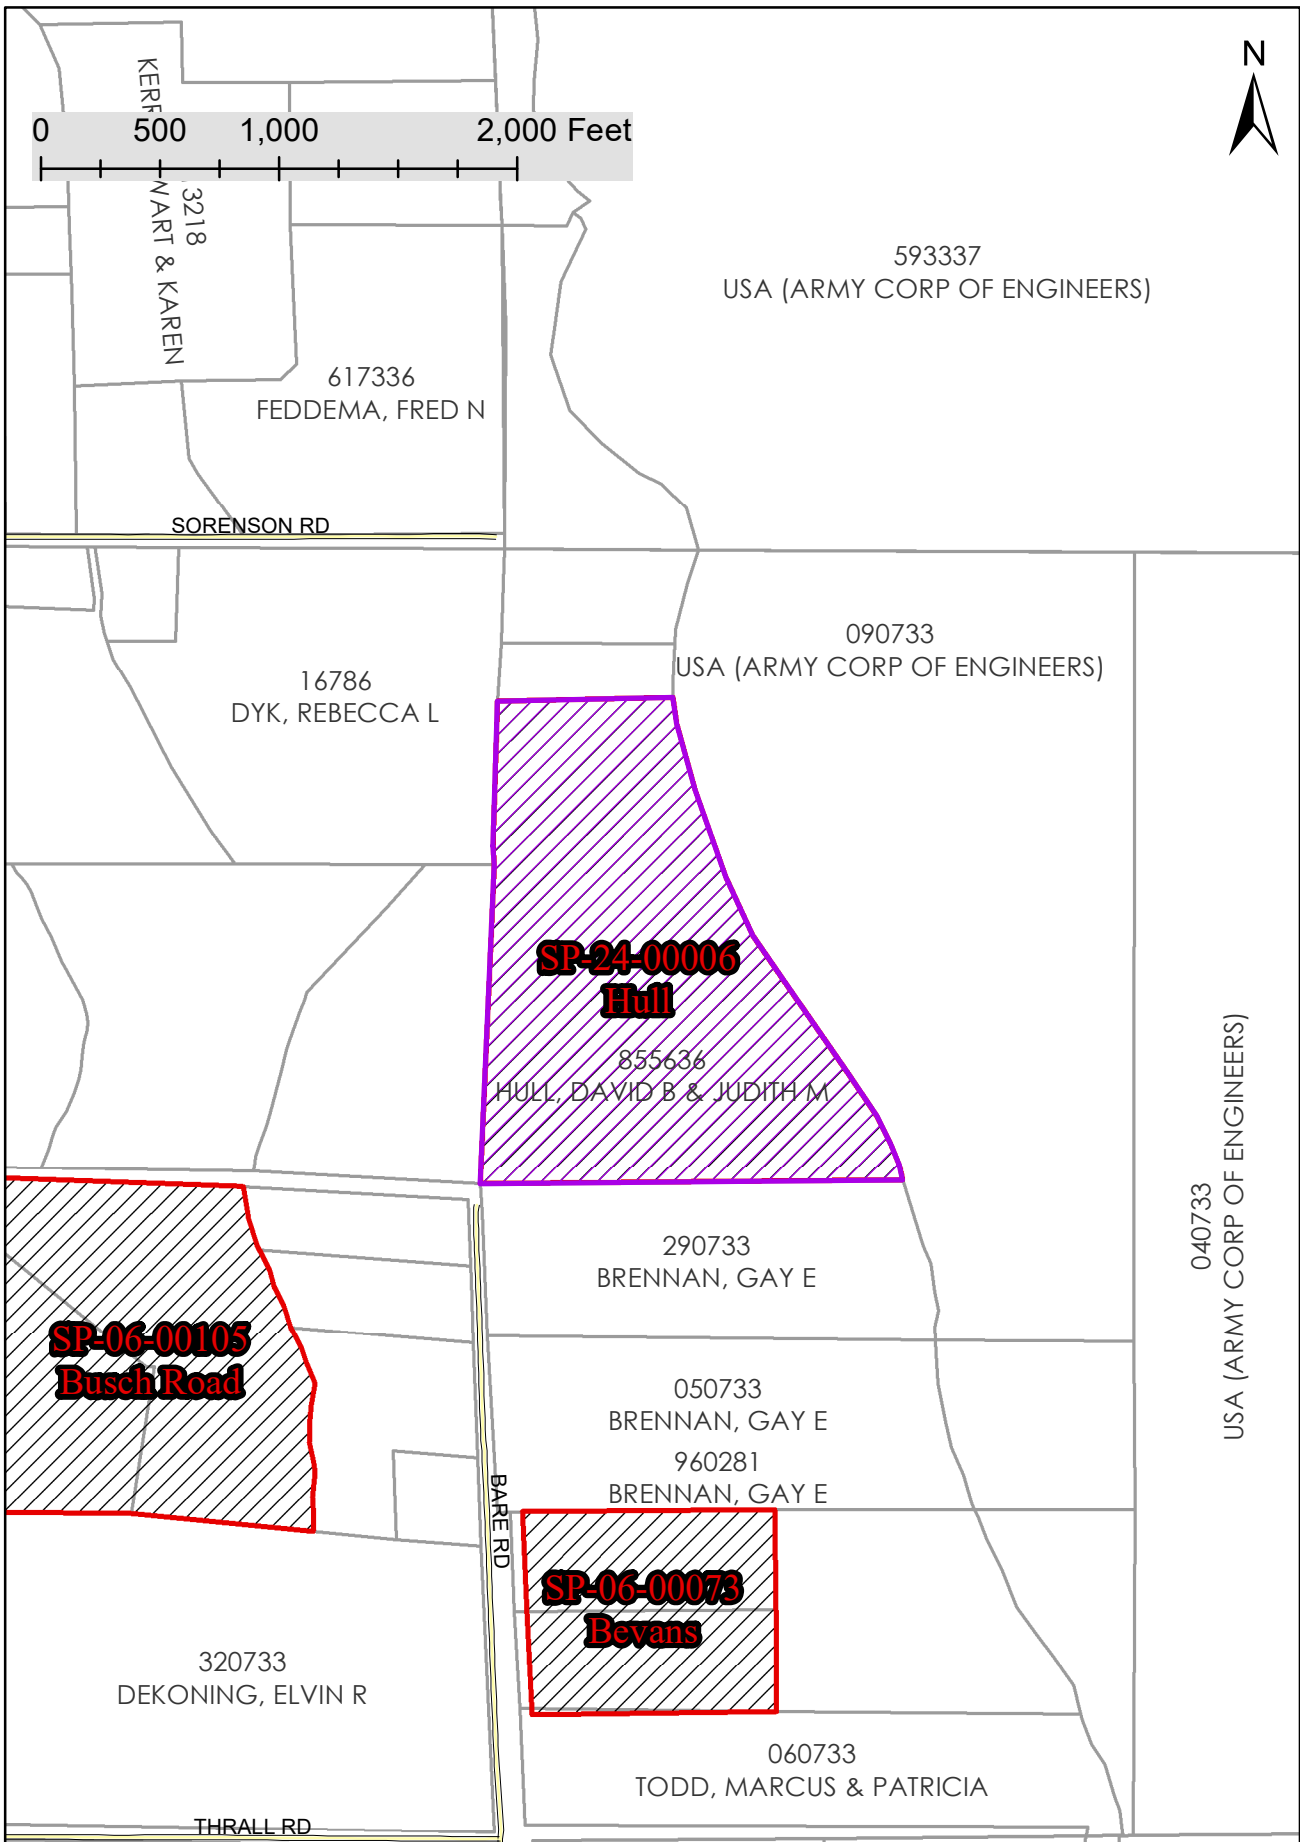 N
0 500 1,000 2,000 Feet
3218
WART & KAREN
593337
USA (ARMY CORP OF ENGINEERS)
617336
FEDDEMA, FRED N
SORENSON RD
090733
USA (ARMY CORP OF ENGINEERS)
16786
DYK, REBECCA L
SP-24-00006
Hull
855636
HULL, DAVID B & JUDITH M
040733
USA (ARMY CORP OF ENGINEERS)
290733
BRENNAN, GAY E
SP-06-00105
Busch Road
050733
BRENNAN, GAY E
960281
BRENNAN, GAY E
BARE RD
SP-06-00073
Bevans
320733
DEKONING, ELVIN R
060733
TODD, MARCUS & PATRICIA
THRALL RD